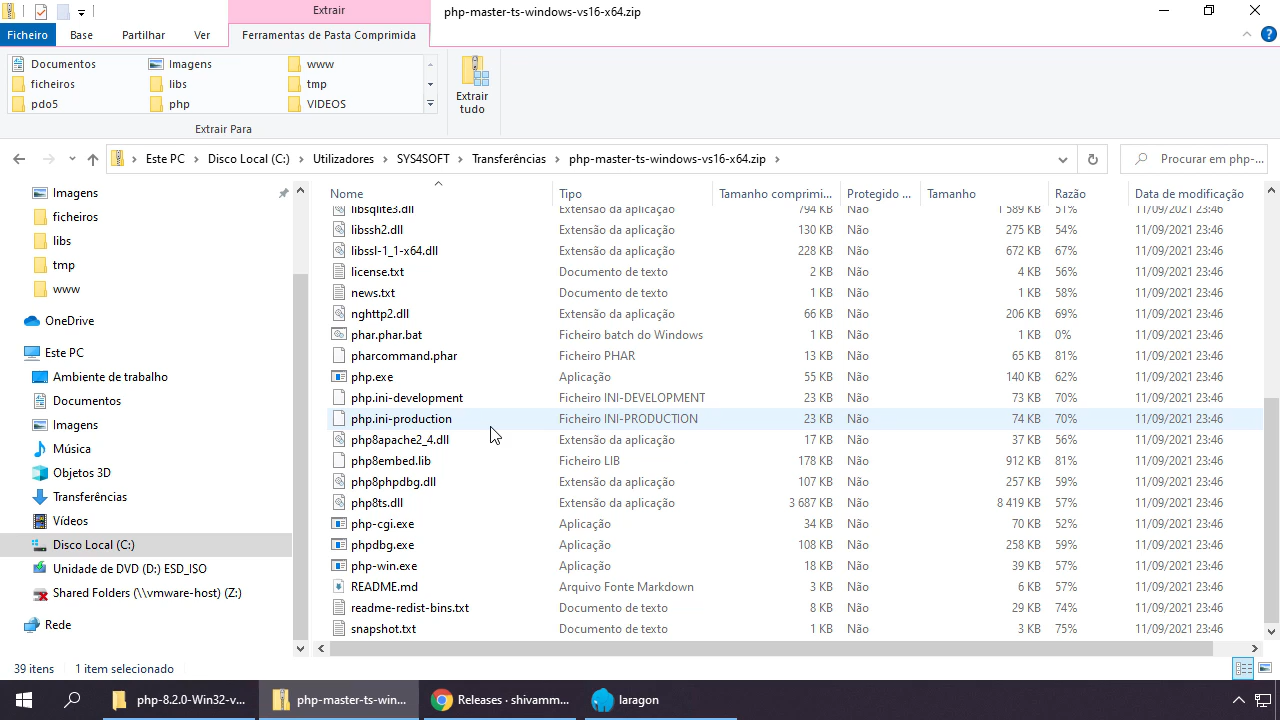 Extrair
php-master-ts-windows-vs16-x64.zip
Ficheiro
Base
Partilhar
Ver
Ferramentas de Pasta Comprimida
Documentos
Imagens
www
ficheiros
libs
tmp
pdo5
php
VIDEOS
Extrair
tudo
Extrair Para
Este PC > Disco Local (C:) > Utilizadores > SYS4SOFT > Transferências > php-master-ts-windows-vs16-x64.zip >
Procurar em php-...
Imagens
ficheiros
libs
tmp
www
OneDrive
Este PC
Ambiente de trabalho
Documentos
Imagens
Música
Objetos 3D
Transferências
Vídeos
Disco Local (C:)
Unidade de DVD (D:) ESD_ISO
Shared Folders (\\vmware-host) (Z:)
Rede
Nome Tipo Tamanho comprimi... Protegido ... Tamanho Razão Data de modificação
libsqlite3.dll Extensão da aplicação 794 KB Não 1 589 KB 51% 11/09/2021 23:46
libssh2.dll Extensão da aplicação 130 KB Não 275 KB 54% 11/09/2021 23:46
libssl-1_1-x64.dll Extensão da aplicação 228 KB Não 672 KB 67% 11/09/2021 23:46
license.txt Documento de texto 2 KB Não 4 KB 56% 11/09/2021 23:46
news.txt Documento de texto 1 KB Não 1 KB 58% 11/09/2021 23:46
nghttp2.dll Extensão da aplicação 66 KB Não 206 KB 69% 11/09/2021 23:46
phar.phar.bat Ficheiro batch do Windows 1 KB Não 1 KB 0% 11/09/2021 23:46
pharcommand.phar Ficheiro PHAR 13 KB Não 65 KB 81% 11/09/2021 23:46
php.exe Aplicação 55 KB Não 140 KB 62% 11/09/2021 23:46
php.ini-development Ficheiro INI-DEVELOPMENT 23 KB Não 73 KB 70% 11/09/2021 23:46
php.ini-production Ficheiro INI-PRODUCTION 23 KB Não 74 KB 70% 11/09/2021 23:46
php8apache2_4.dll Extensão da aplicação 17 KB Não 37 KB 56% 11/09/2021 23:46
php8embed.lib Ficheiro LIB 178 KB Não 912 KB 81% 11/09/2021 23:46
php8phpdbg.dll Extensão da aplicação 107 KB Não 257 KB 59% 11/09/2021 23:46
php8ts.dll Extensão da aplicação 3 687 KB Não 8 419 KB 57% 11/09/2021 23:46
php-cgi.exe Aplicação 34 KB Não 70 KB 52% 11/09/2021 23:46
phpdbg.exe Aplicação 108 KB Não 258 KB 59% 11/09/2021 23:46
php-win.exe Aplicação 18 KB Não 39 KB 57% 11/09/2021 23:46
README.md Arquivo Fonte Markdown 3 KB Não 6 KB 57% 11/09/2021 23:46
readme-redist-bins.txt Documento de texto 8 KB Não 29 KB 74% 11/09/2021 23:46
snapshot.txt Documento de texto 1 KB Não 3 KB 75% 11/09/2021 23:46
39 itens 1 item selecionado
php-8.2.0-Win32-v... php-master-ts-win... Releases · shivamm... laragon